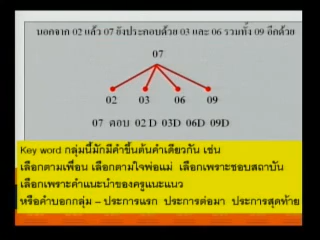 นอกจาก 02 แล้ว 07 ยังประกอบด้วย 03 และ 06 รวมทั้ง 09 อีกด้วย
07
02 03 06 09
07 ตอบ 02 D 03D 06D 09D
Key word กลุ่มนี้มักมีคำขึ้นต้นคำเดียวกัน เช่น
เลือกตามเพื่อน เลือกตามใจพ่อแม่ เลือกเพราะชอบสถาบัน
เลือกเพราะคำแนะนำของครูแนะแนว
หรือคำบอกกลุ่ม – ประการแรก ประการต่อมา ประการสุดท้าย